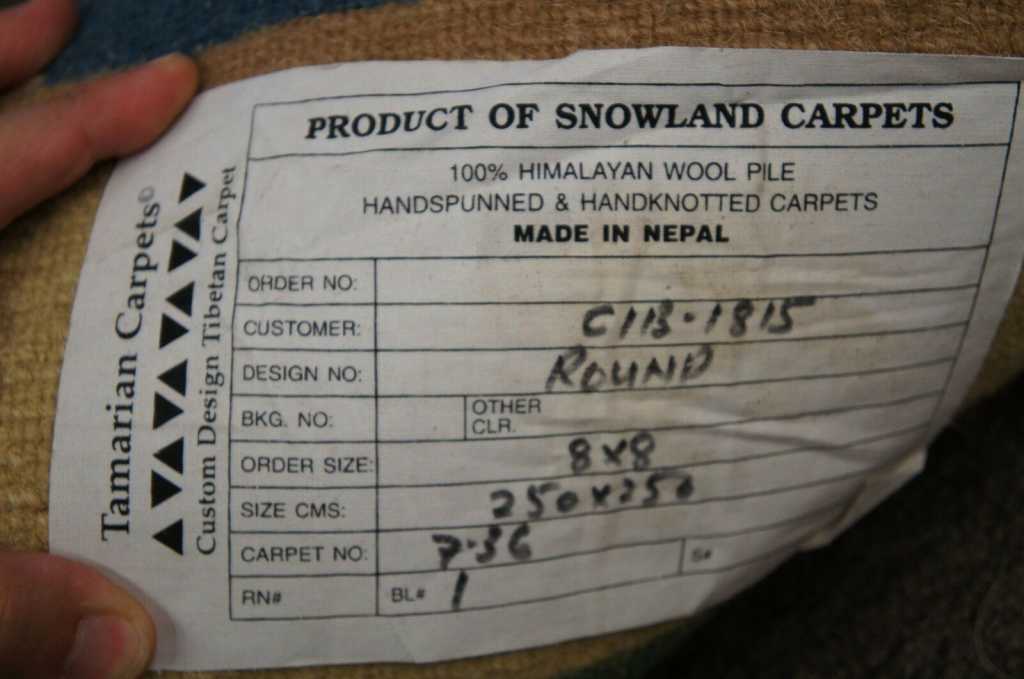 PRODUCT OF SNOWLAND CARPETS
100% HIMALAYAN WOOL PILE
HANDSPUNNED & HANDKNOTTED CARPETS
MADE IN NEPAL
Tamarian Carpets©
Custom Design Tibetan Carpet
ORDER NO:
CUSTOMER: C113-1815
DESIGN NO: ROUND
BKG. NO: OTHER CLR.
ORDER SIZE: 8x8
SIZE CMS: 250x250
CARPET NO: 7-36 S#
RN# BL# 1